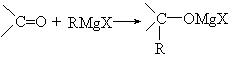 C=O + RMgX → C—OMgX
R